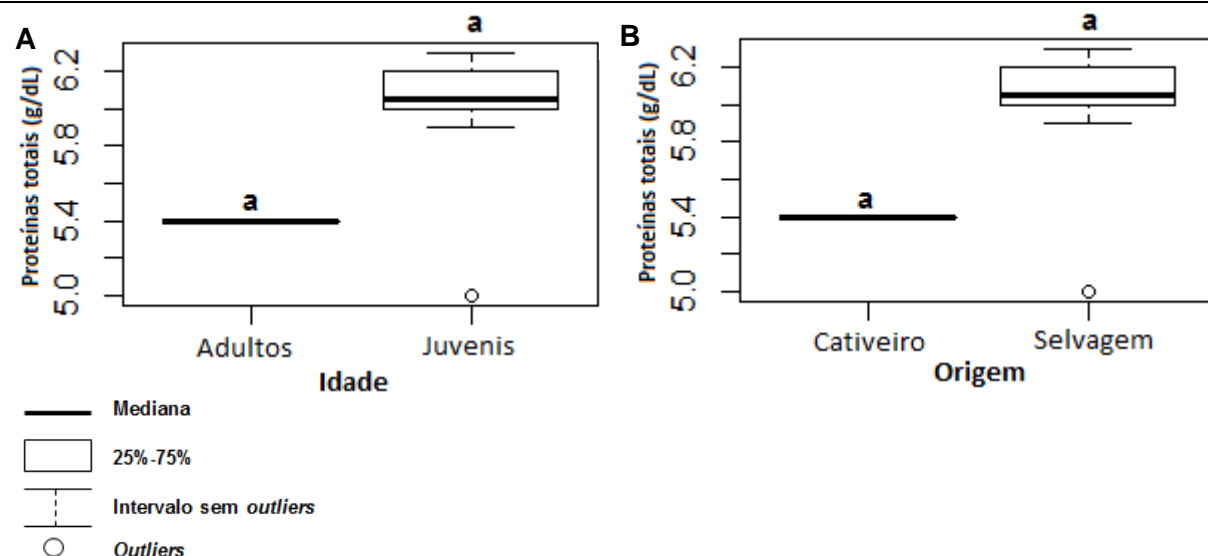 A
a
Proteínas totais (g/dL)
6.2
5.8
5.4
5.0
a
Adultos
Juvenis
Idade
B
a
Proteínas totais (g/dL)
6.2
5.8
5.4
5.0
a
Cativeiro
Selvagem
Origem
Mediana
25%-75%
Intervalo sem outliers
Outliers